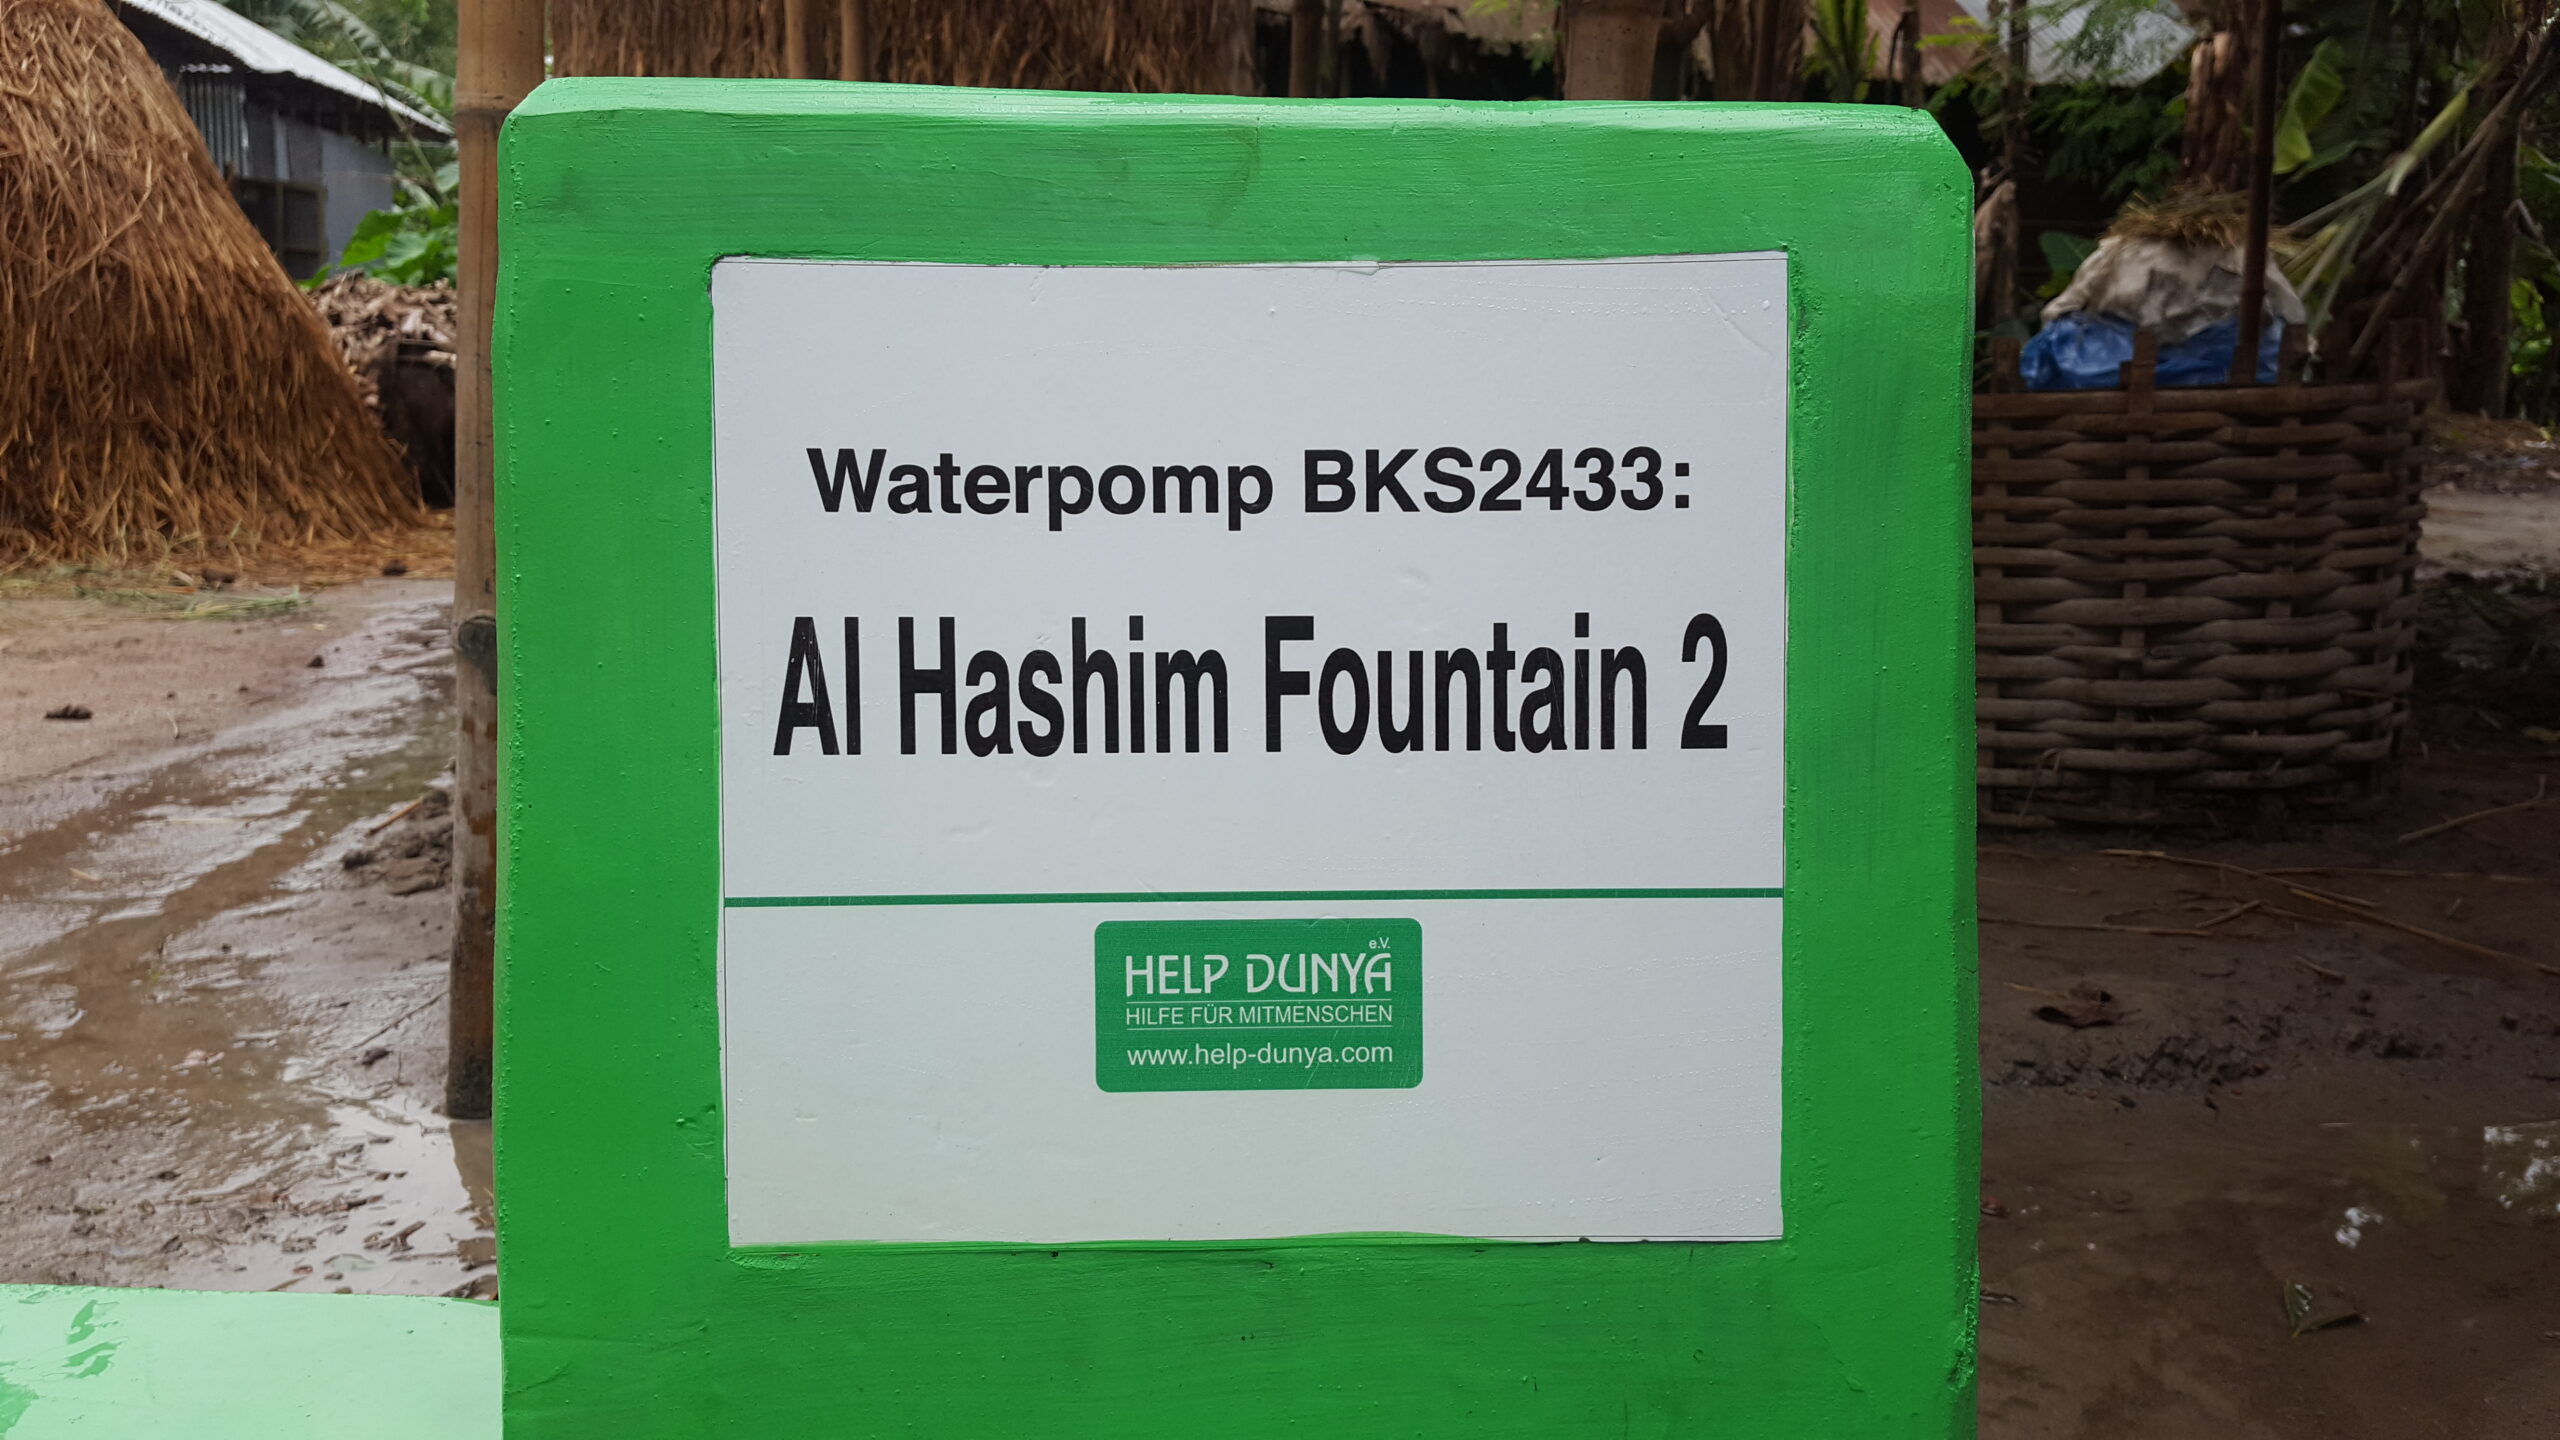 Waterpomp BKS2433:
Al Hashim Fountain 2
e.V.
HELP DUNYA
HILFE FÜR MITMENSCHEN
www.help-dunya.com